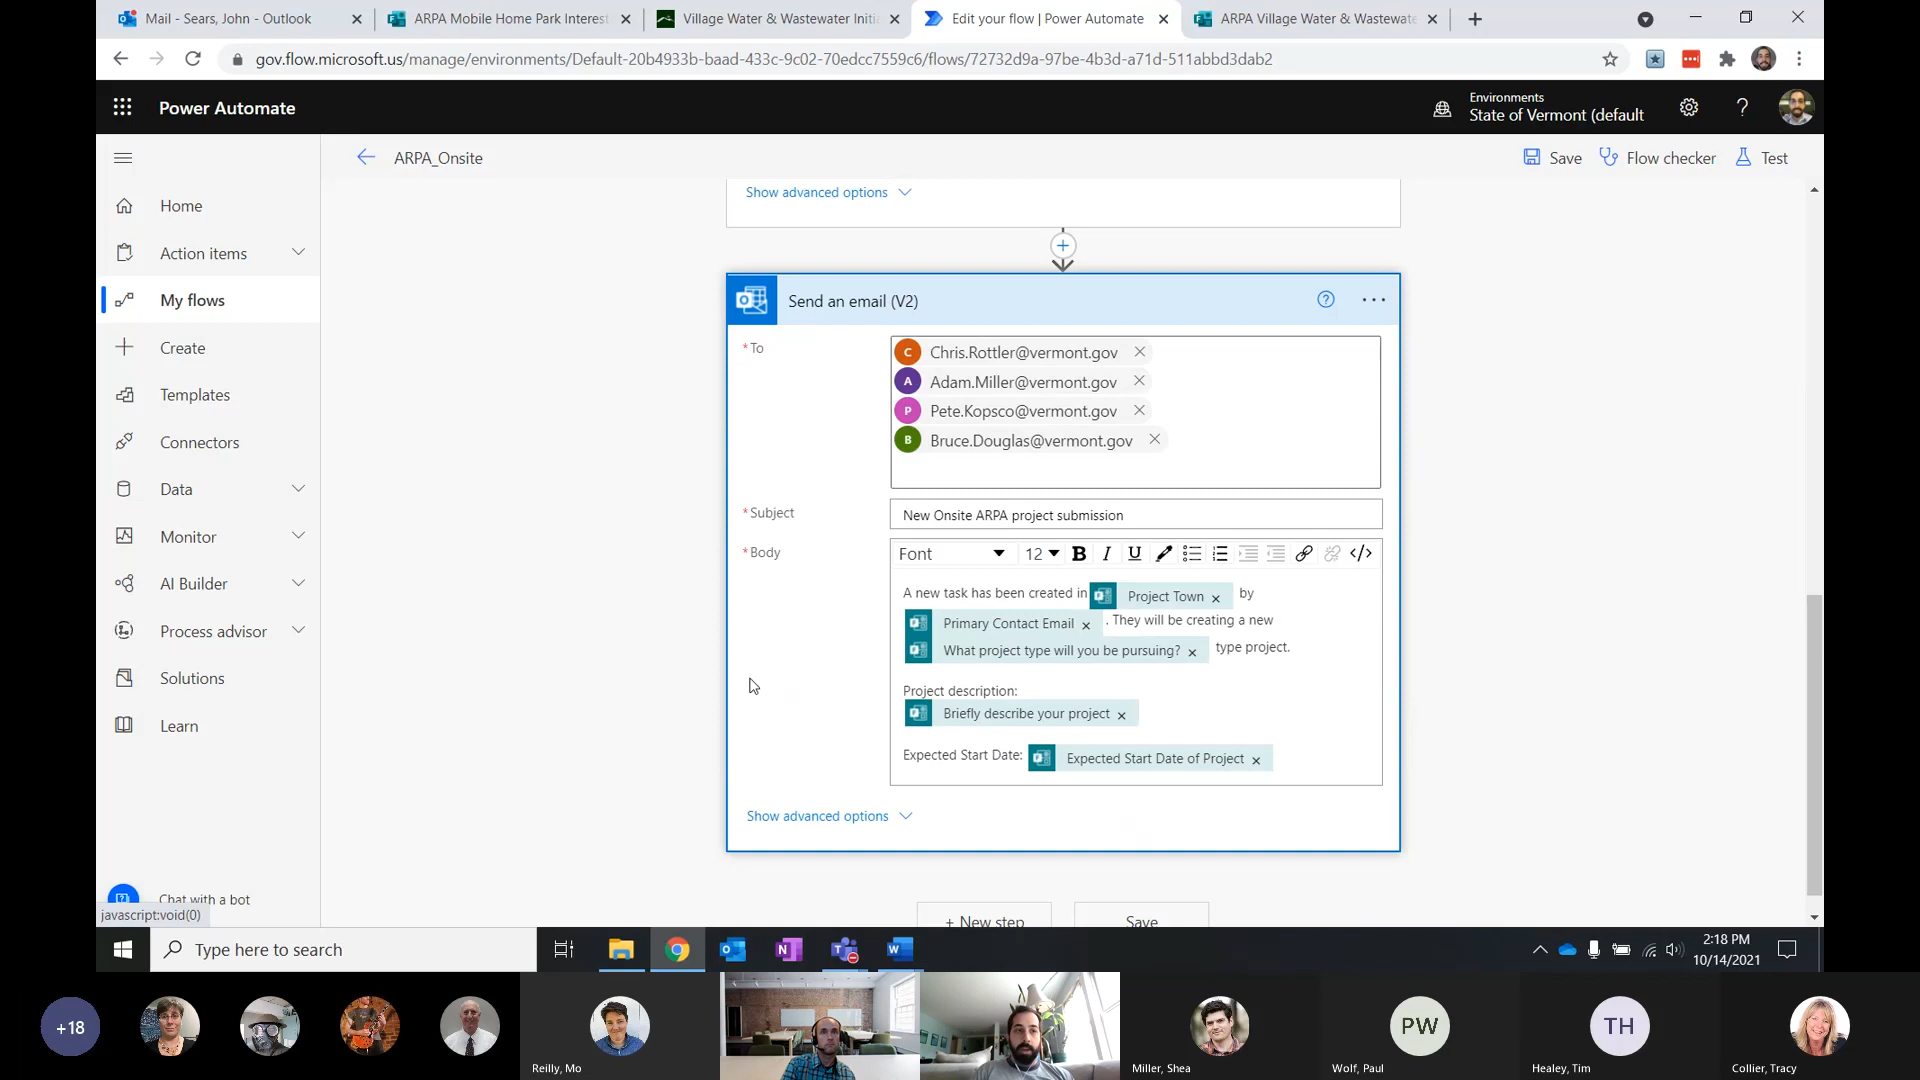 Mail - Sears, John - Outlook
ARPA Mobile Home Park Interest
Village Water & Wastewater Initi
Edit your flow | Power Automate
ARPA Village Water & Wastewate
gov.flow.microsoft.us/manage/environments/Default-20b4933b-baad-433c-9c02-70edcc7559c6/flows/72732d9a-97be-4b3d-a71d-511abbd3dab2
Power Automate
Environments
State of Vermont (default
ARPA_Onsite
Save
Flow checker
Test
Home
Action items
My flows
Create
Templates
Connectors
Data
Monitor
AI Builder
Process advisor
Solutions
Learn
Chat with a bot
javascript:void(0)
Show advanced options
Send an email (V2)
* To
C Chris.Rottler@vermont.gov
A Adam.Miller@vermont.gov
P Pete.Kopsco@vermont.gov
B Bruce.Douglas@vermont.gov
* Subject
New Onsite ARPA project submission
* Body
Font 12 B I U </>
A new task has been created in Project Town by
Primary Contact Email . They will be creating a new
What project type will you be pursuing? type project.
Project description:
Briefly describe your project
Expected Start Date: Expected Start Date of Project
Show advanced options
+ New step
Save
Type here to search
2:18 PM
10/14/2021
+18
Reilly, Mo
Miller, Shea
PW
Wolf, Paul
TH
Healey, Tim
Collier, Tracy